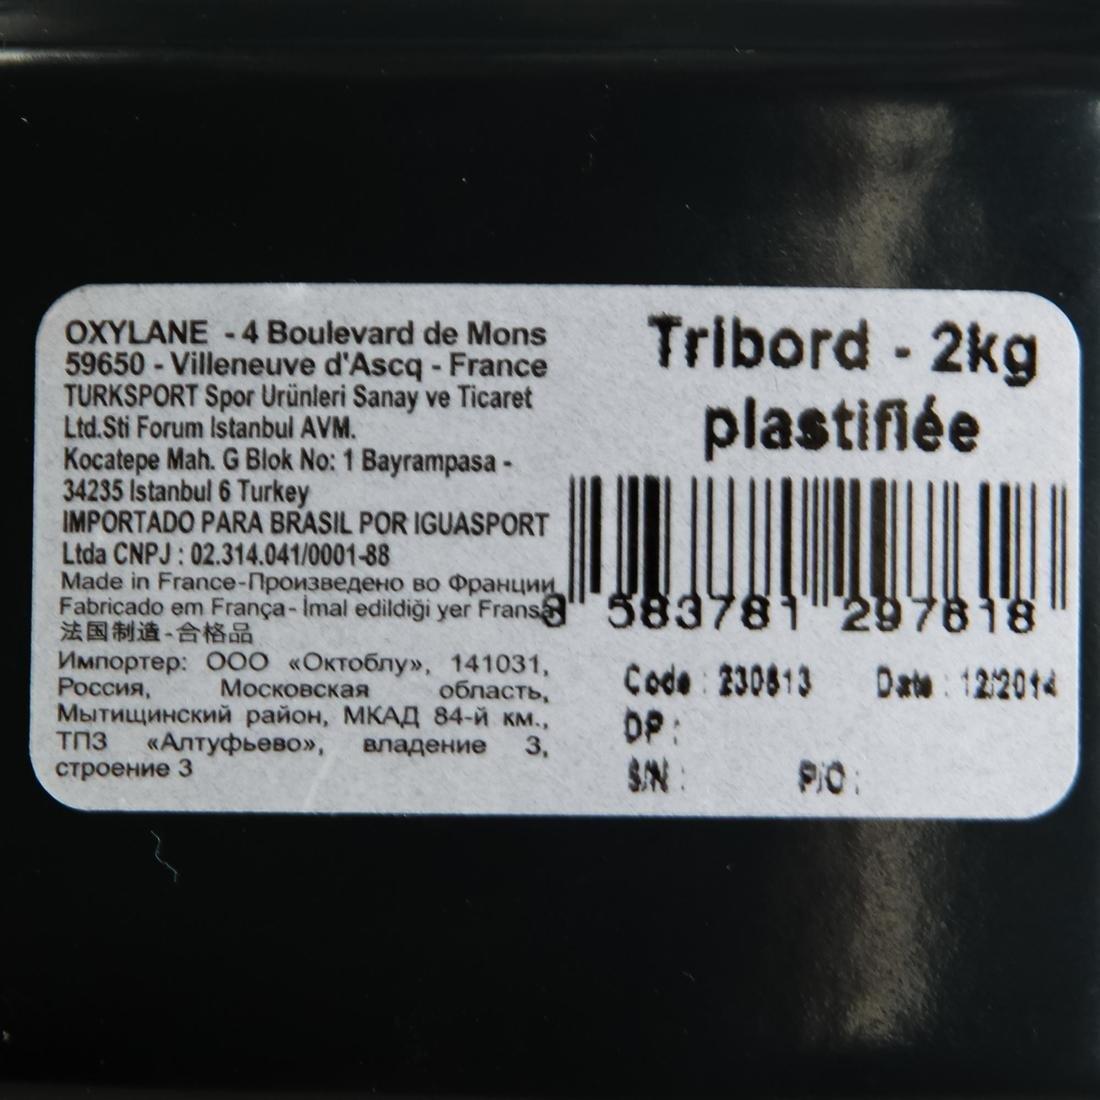 OXYLANE - 4 Boulevard de Mons
59650 - Villeneuve d'Ascq - France
TURKSPORT Spor Urünleri Sanay ve Ticaret
Ltd.Sti Forum Istanbul AVM.
Kocatepe Mah. G Blok No: 1 Bayrampasa -
34235 Istanbul 6 Turkey
IMPORTADO PARA BRASIL POR IGUASPORT
Ltda CNPJ : 02.314.041/0001-88
Made in France-Произведено во Франции
Fabricado em França- İmal edildiği yer Fransa
法国制造-合格品
Импортер: ООО «Октоблу», 141031,
Россия, Московская область,
Мытищинский район, МКАД 84-й км.,
ТПЗ «Алтуфьево», владение 3,
строение 3
Tribord - 2kg
plastifiée
3 583781 297818
Code : 230813 Date : 12/2014
DP :
S/N : P/O :